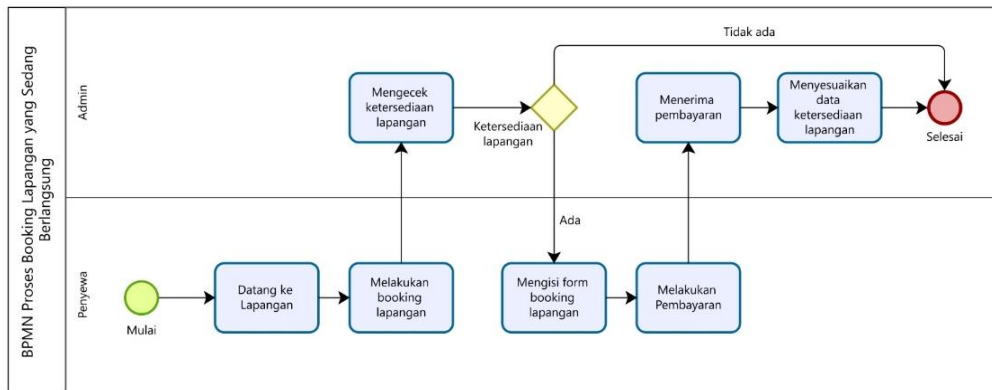 BPMN Proses Booking Lapangan yang Sedang
Berlangsung
Admin
Tidak ada
Mengecek
ketersediaan
lapangan
Ketersediaan
lapangan
Menerima
pembayaran
Menyesuaikan
data
ketersediaan
lapangan
Selesai
Penyewa
Mulai
Datang ke
Lapangan
Melakukan
booking
lapangan
Ada
Mengisi form
booking
lapangan
Melakukan
Pembayaran